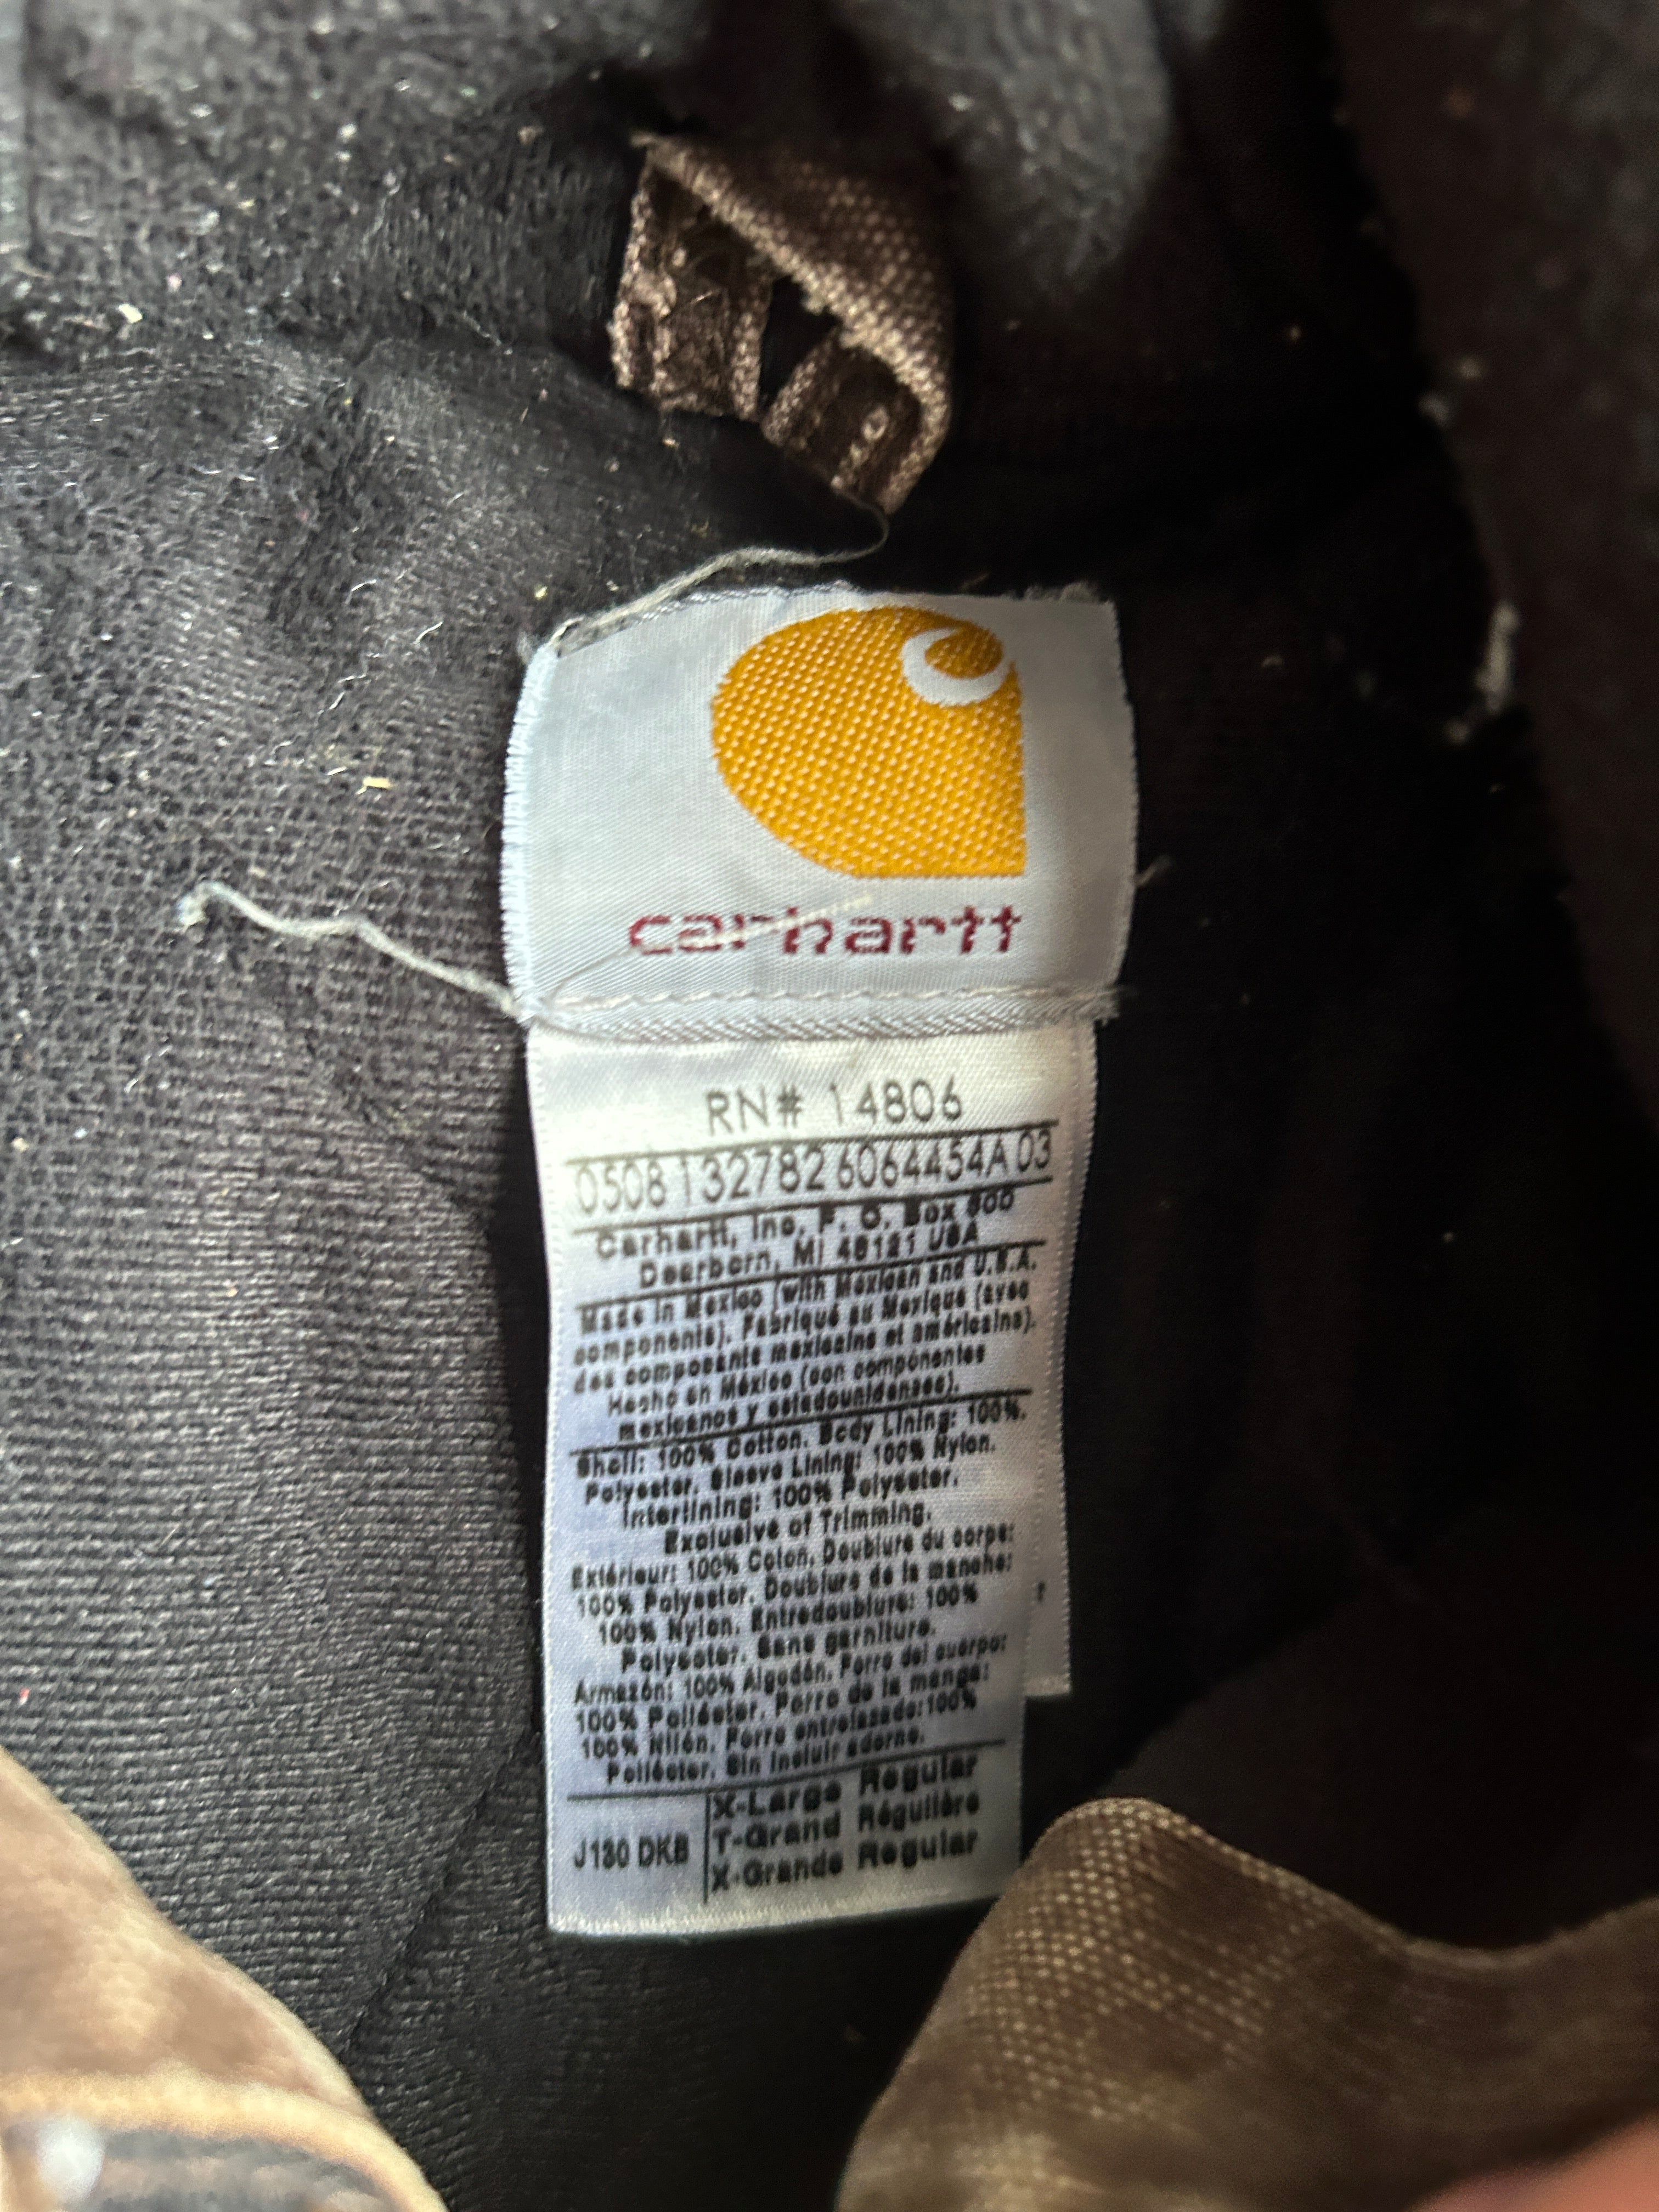 carhartt
RN# 14806
0508 132782 6064454A 03
Carhartt, Inc. P. O. Box 600
Dearborn, MI 48121 USA
Made in Mexico (with Mexican and U.S.A.
components). Fabriqué au Mexique (avec
des composants mexicains et américains).
Hecho en México (con componentes
mexicanos y estadounidenses).
Shell: 100% Cotton. Body Lining: 100%.
Polyester. Sleeve Lining: 100% Nylon.
Interlining: 100% Polyester.
Exclusive of Trimming.
Extérieur: 100% Coton. Doublure du corps:
100% Polyester. Doublure de la manche:
100% Nylon. Entredoublure: 100%
Polyester. Sans garniture.
Armazón: 100% Algodón. Forro del cuerpo:
100% Poliéster. Forro de la manga:
100% Nilón. Forro entrelazado:100%
Poliéster. Sin incluir adorno.
J130 DKB
X-Large Regular
T-Grand Régulière
X-Grande Regular